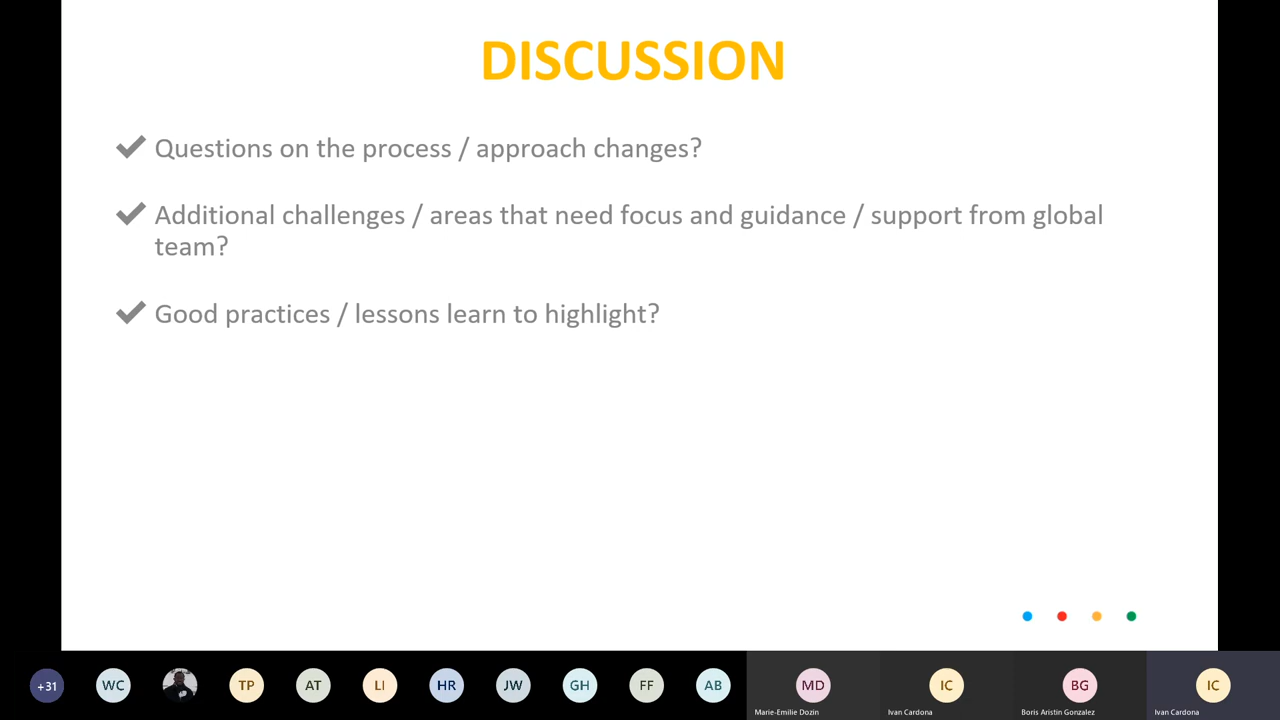 DISCUSSION
✔ Questions on the process / approach changes?
✔ Additional challenges / areas that need focus and guidance / support from global
team?
✔ Good practices / lessons learn to highlight?
+31
WC
TP
AT
LI
HR
JW
GH
FF
AB
MD
Marie-Emilie Dozin
IC
Ivan Cardona
BG
Boris Aristin Gonzalez
IC
Ivan Cardona